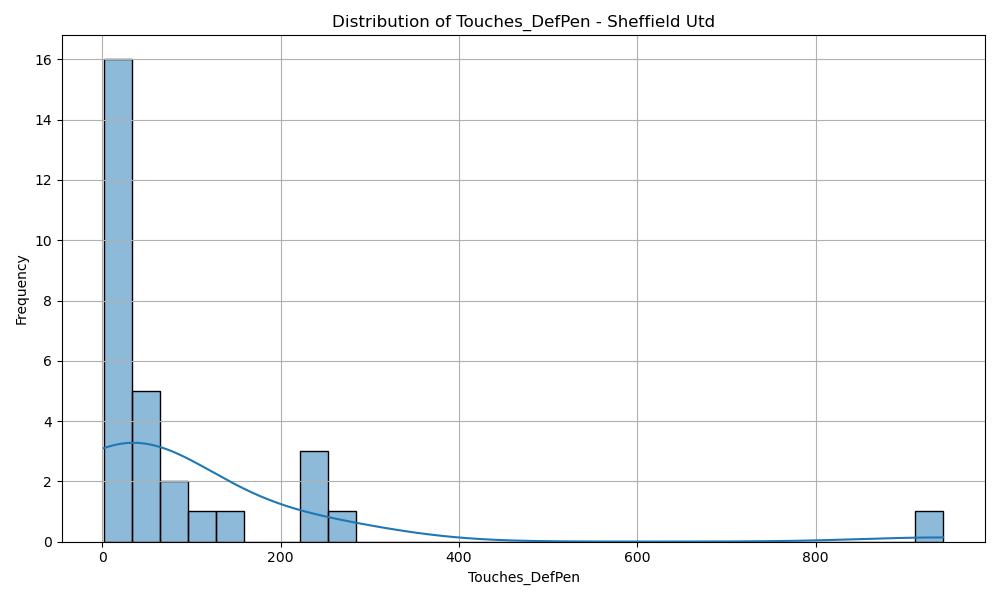 Distribution of Touches_DefPen - Sheffield Utd
Frequency
16
14
12
10
8
6
4
2
0
0 200 400 600 800
Touches_DefPen